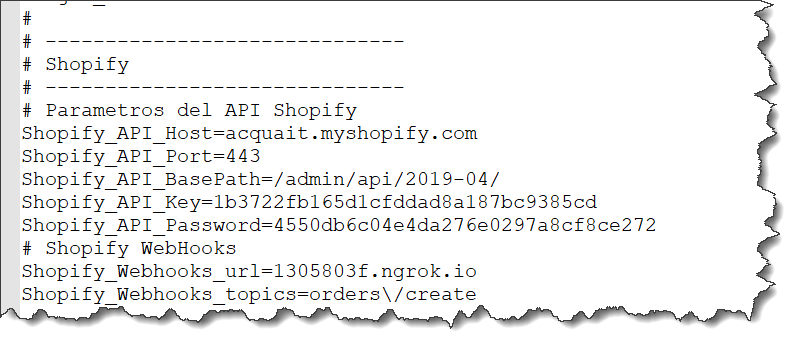 #
# ------------------------------
# Shopify
# ------------------------------
# Parametros del API Shopify
Shopify_API_Host=acquait.myshopify.com
Shopify_API_Port=443
Shopify_API_BasePath=/admin/api/2019-04/
Shopify_API_Key=1b3722fb165d1cfddad8a187bc9385cd
Shopify_API_Password=4550db6c04e4da276e0297a8cf8ce272
# Shopify WebHooks
Shopify_Webhooks_url=1305803f.ngrok.io
Shopify_Webhooks_topics=orders\/create